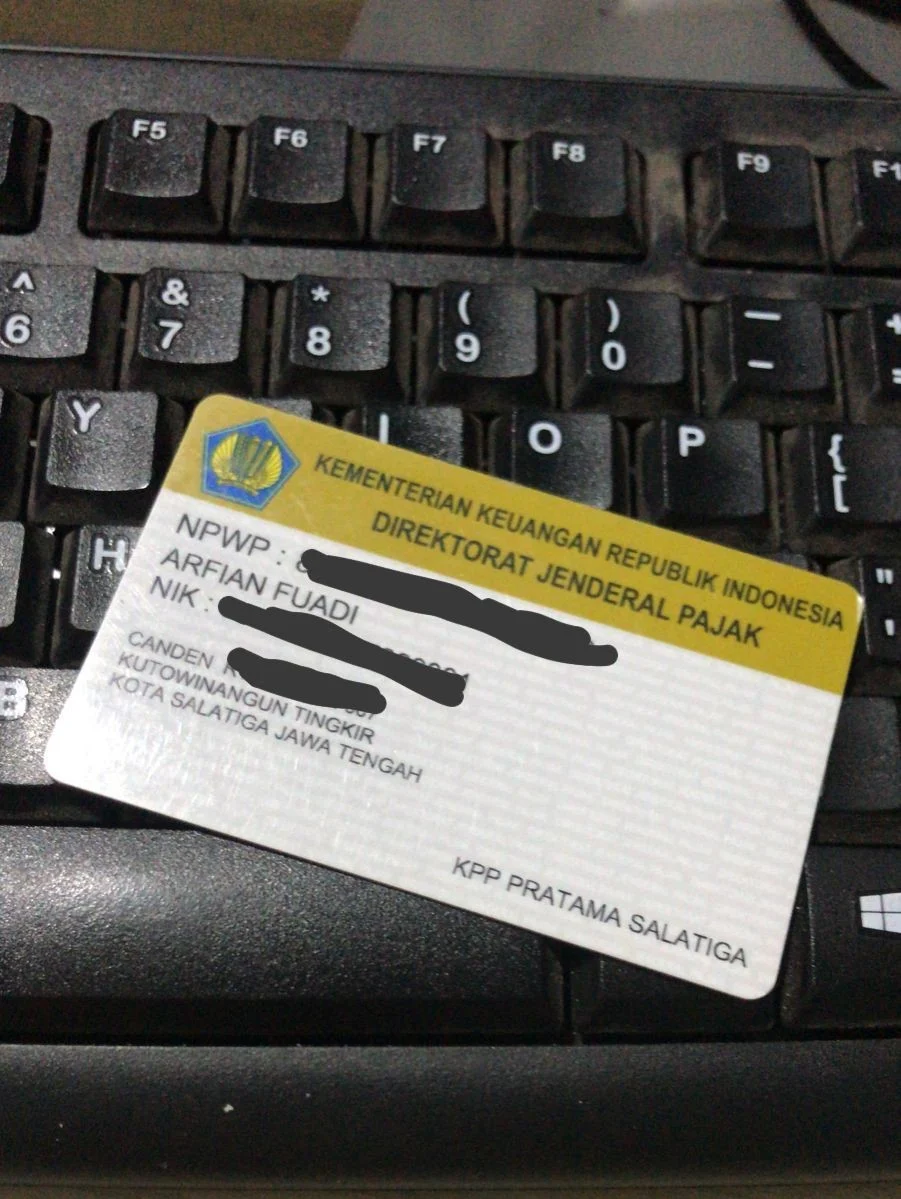 F5 F6 F7 F8 F9 F1
^ & * ( ) — +
6 7 8 9 0 - =
Y I O P { [
H " '
B
KEMENTERIAN KEUANGAN REPUBLIK INDONESIA
DIREKTORAT JENDERAL PAJAK
NPWP :
ARFIAN FUADI
NIK :
CANDEN
KUTOWINANGUN TINGKIR
KOTA SALATIGA JAWA TENGAH
KPP PRATAMA SALATIGA